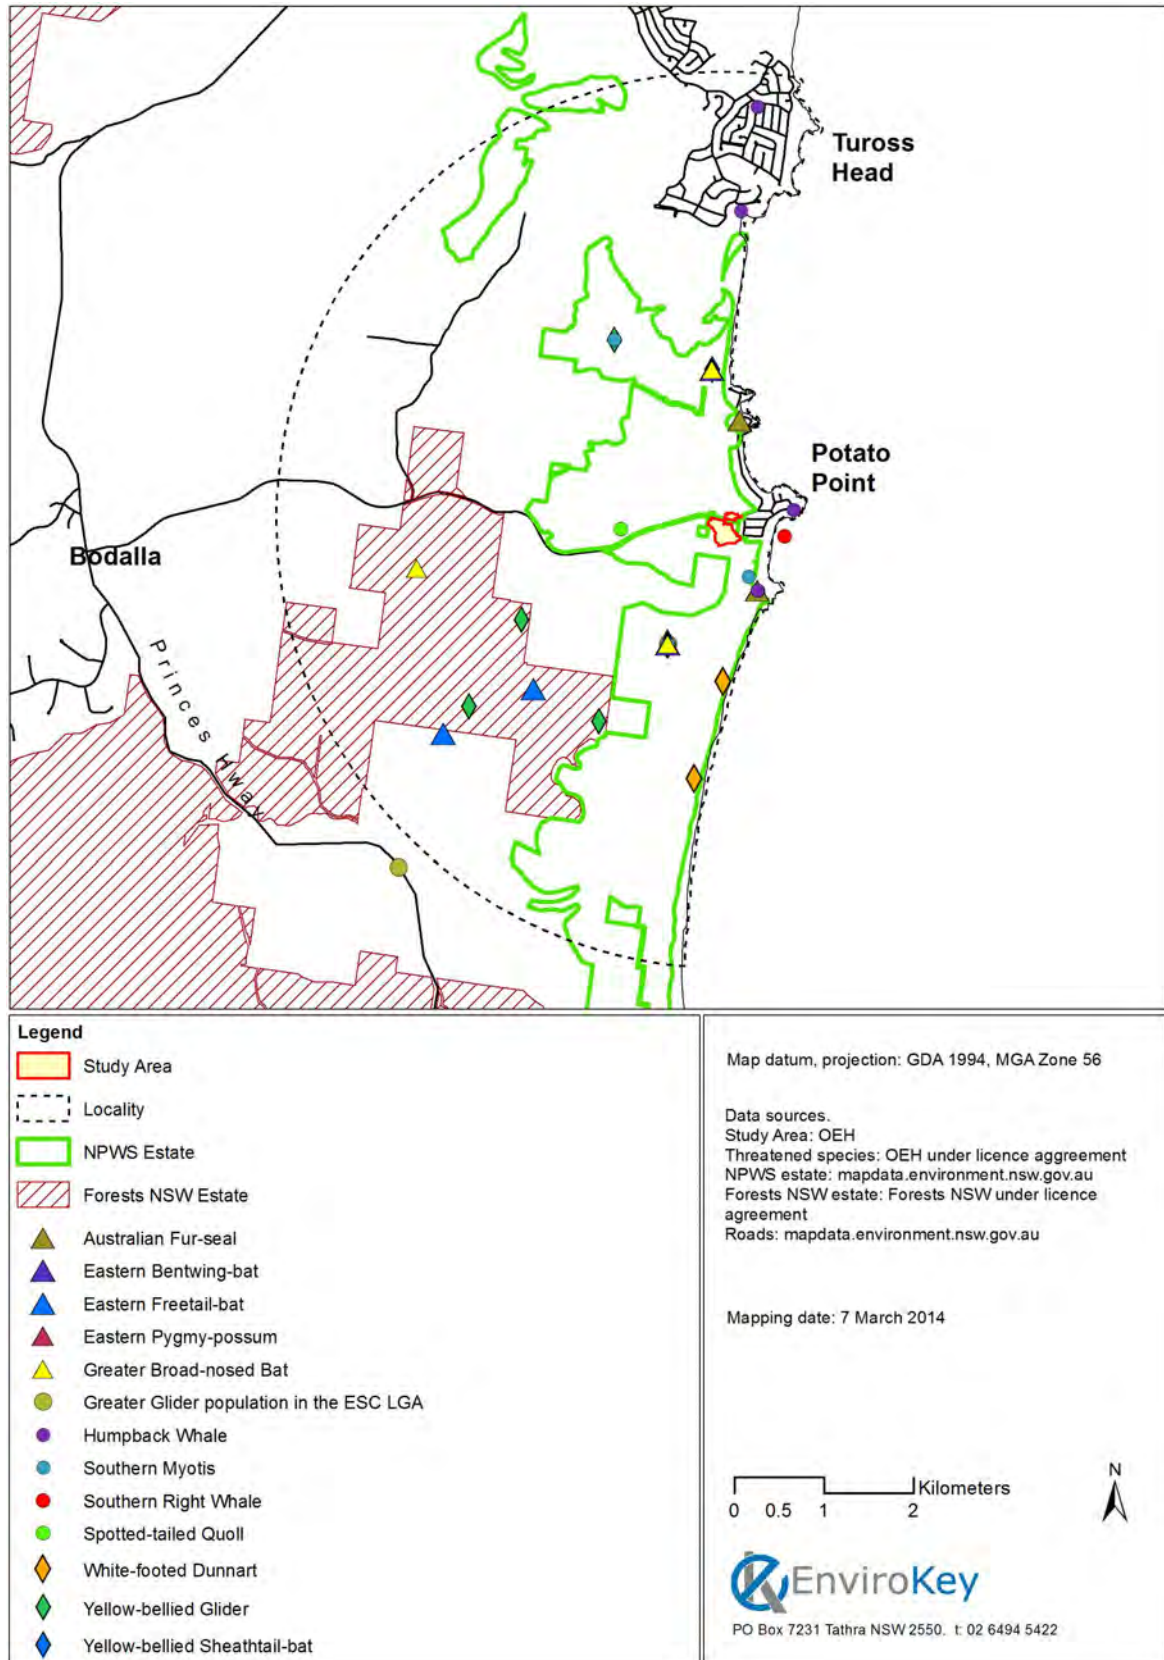 Tuross
Head
Potato
Point
Bodalla
Princes Hway
Legend
Study Area
Locality
NPWS Estate
Forests NSW Estate
Australian Fur-seal
Eastern Bentwing-bat
Eastern Freetail-bat
Eastern Pygmy-possum
Greater Broad-nosed Bat
Greater Glider population in the ESC LGA
Humpback Whale
Southern Myotis
Southern Right Whale
Spotted-tailed Quoll
White-footed Dunnart
Yellow-bellied Glider
Yellow-bellied Sheathtail-bat
Map datum, projection: GDA 1994, MGA Zone 56
Data sources.
Study Area: OEH
Threatened species: OEH under licence aggreement
NPWS estate: mapdata.environment.nsw.gov.au
Forests NSW estate: Forests NSW under licence
agreement
Roads: mapdata.environment.nsw.gov.au
Mapping date: 7 March 2014
Kilometers
0 0.5 1 2
N
EnviroKey
PO Box 7231 Tathra NSW 2550. t: 02 6494 5422